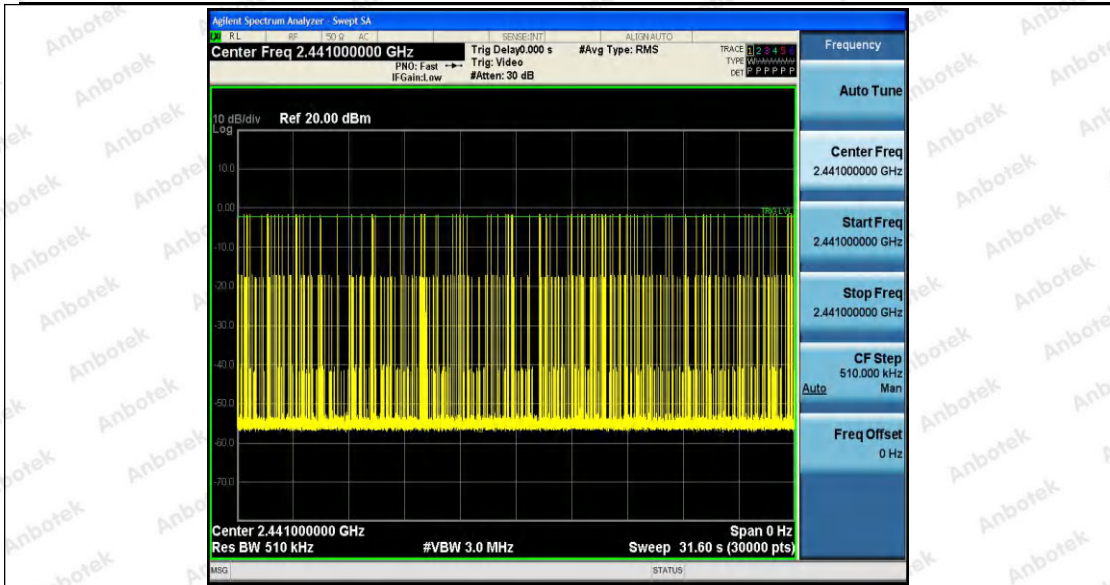 Agilent Spectrum Analyzer - Swept SA
RL RF 50 Ω AC SENSE:INT ALIGN AUTO
Center Freq 2.441000000 GHz
PNO: Fast
IFGain:Low
Trig Delay0.000 s
Trig: Video
#Atten: 30 dB
#Avg Type: RMS
TRACE 1 2 3 4 5 6
TYPE
DET P P P P P P
10 dB/div Ref 20.00 dBm
Log
10.0
0.00
TRIG LVL
-10.0
-20.0
-30.0
-40.0
-50.0
-60.0
-70.0
Center 2.441000000 GHz Span 0 Hz
Res BW 510 kHz #VBW 3.0 MHz Sweep 31.60 s (30000 pts)
MSG STATUS
Frequency
Auto Tune
Center Freq
2.441000000 GHz
Start Freq
2.441000000 GHz
Stop Freq
2.441000000 GHz
CF Step
510.000 kHz
Auto Man
Freq Offset
0 Hz
Anbotek